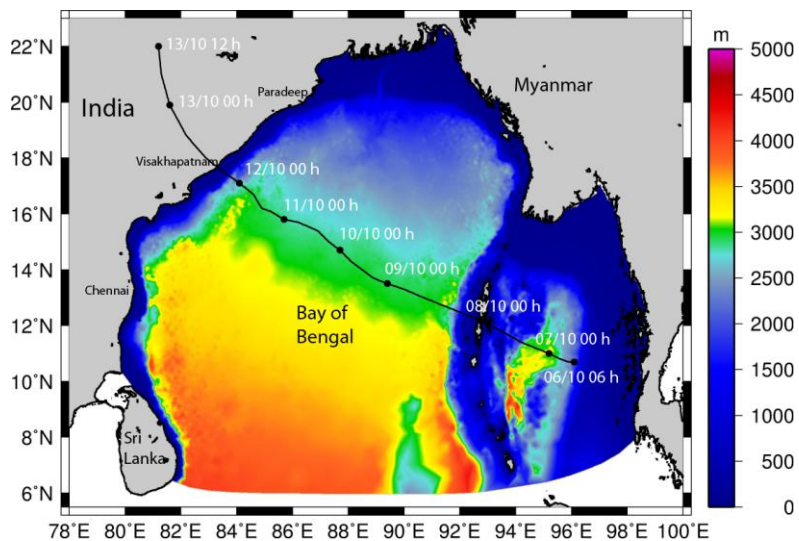 m
22°N
20°N
18°N
16°N
14°N
12°N
10°N
8°N
6°N
78°E 80°E 82°E 84°E 86°E 88°E 90°E 92°E 94°E 96°E 98°E 100°E
13/10 12 h
13/10 00 h
12/10 00 h
11/10 00 h
10/10 00 h
09/10 00 h
08/10 00 h
07/10 00 h
06/10 06 h
India
Myanmar
Paradeep
Visakhapatnam
Chennai
Bay of
Bengal
Sri
Lanka
5000
4500
4000
3500
3000
2500
2000
1500
1000
500
0